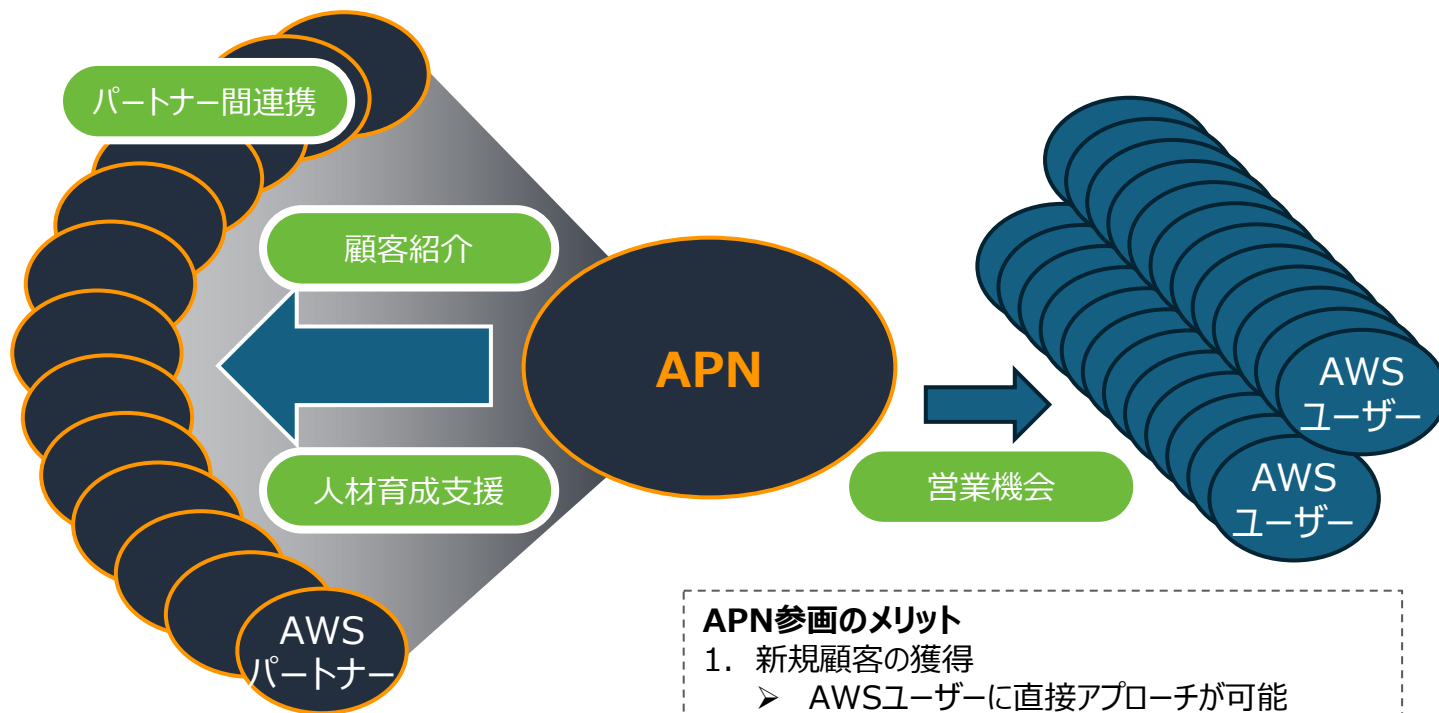 パートナー間連携
顧客紹介
APN
人材育成支援
営業機会
AWS
ユーザー
AWS
ユーザー
AWS
パートナー
APN参画のメリット
1. 新規顧客の獲得
➢ AWSユーザーに直接アプローチが可能